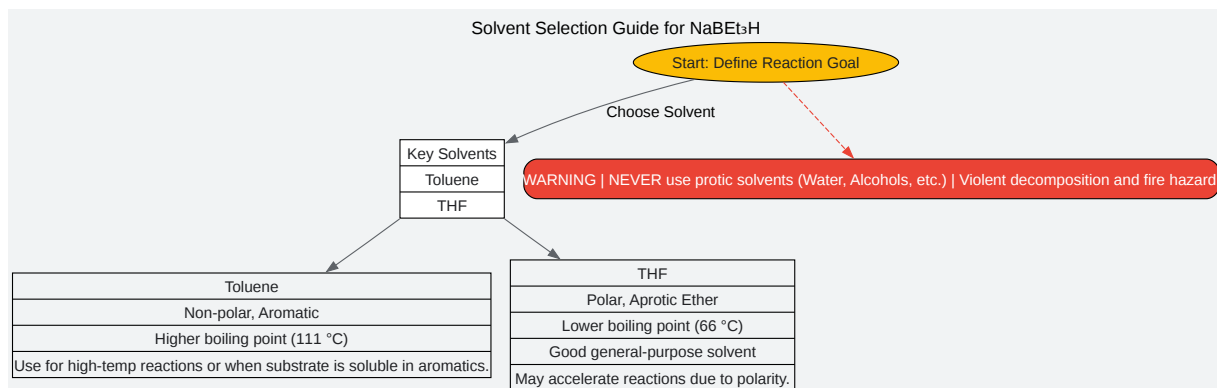 Solvent Selection Guide for NaBEt₃H
Start: Define Reaction Goal
Choose Solvent
Key Solvents
Toluene
THF
WARNING | NEVER use protic solvents (Water, Alcohols, etc.) | Violent decomposition and fire hazard
Toluene
Non-polar, Aromatic
Higher boiling point (111 °C)
Use for high-temp reactions or when substrate is soluble in aromatics.
THF
Polar, Aprotic Ether
Lower boiling point (66 °C)
Good general-purpose solvent
May accelerate reactions due to polarity.